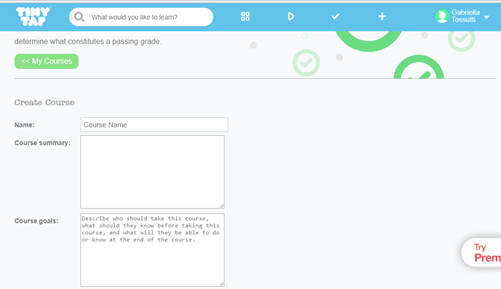 TINY
TAP
What would you like to learn?
Gabriella
Tossutti
determine what constitutes a passing grade.
<< My Courses
Create Course
Name:
Course Name
Course summary:
Course goals:
Describe who should take this course,
what should they know before taking this
course, and what will they be able to do
or know at the end of the course.
Try
Prem